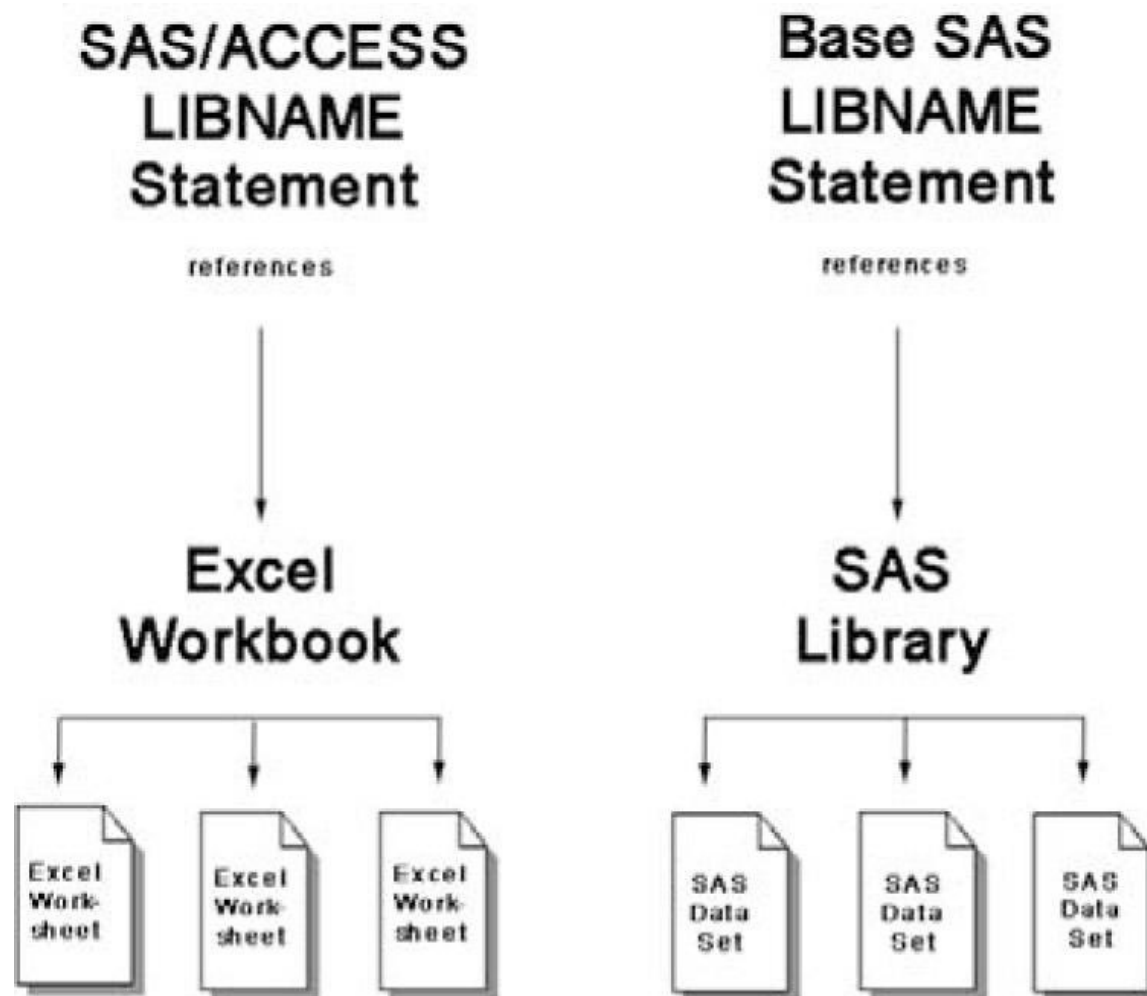 SAS/ACCESS
LIBNAME
Statement
references
Excel
Workbook
Excel
Work-
sheet
Excel
Work-
sheet
Excel
Work-
sheet
Base SAS
LIBNAME
Statement
references
SAS
Library
SAS
Data
Set
SAS
Data
Set
SAS
Data
Set